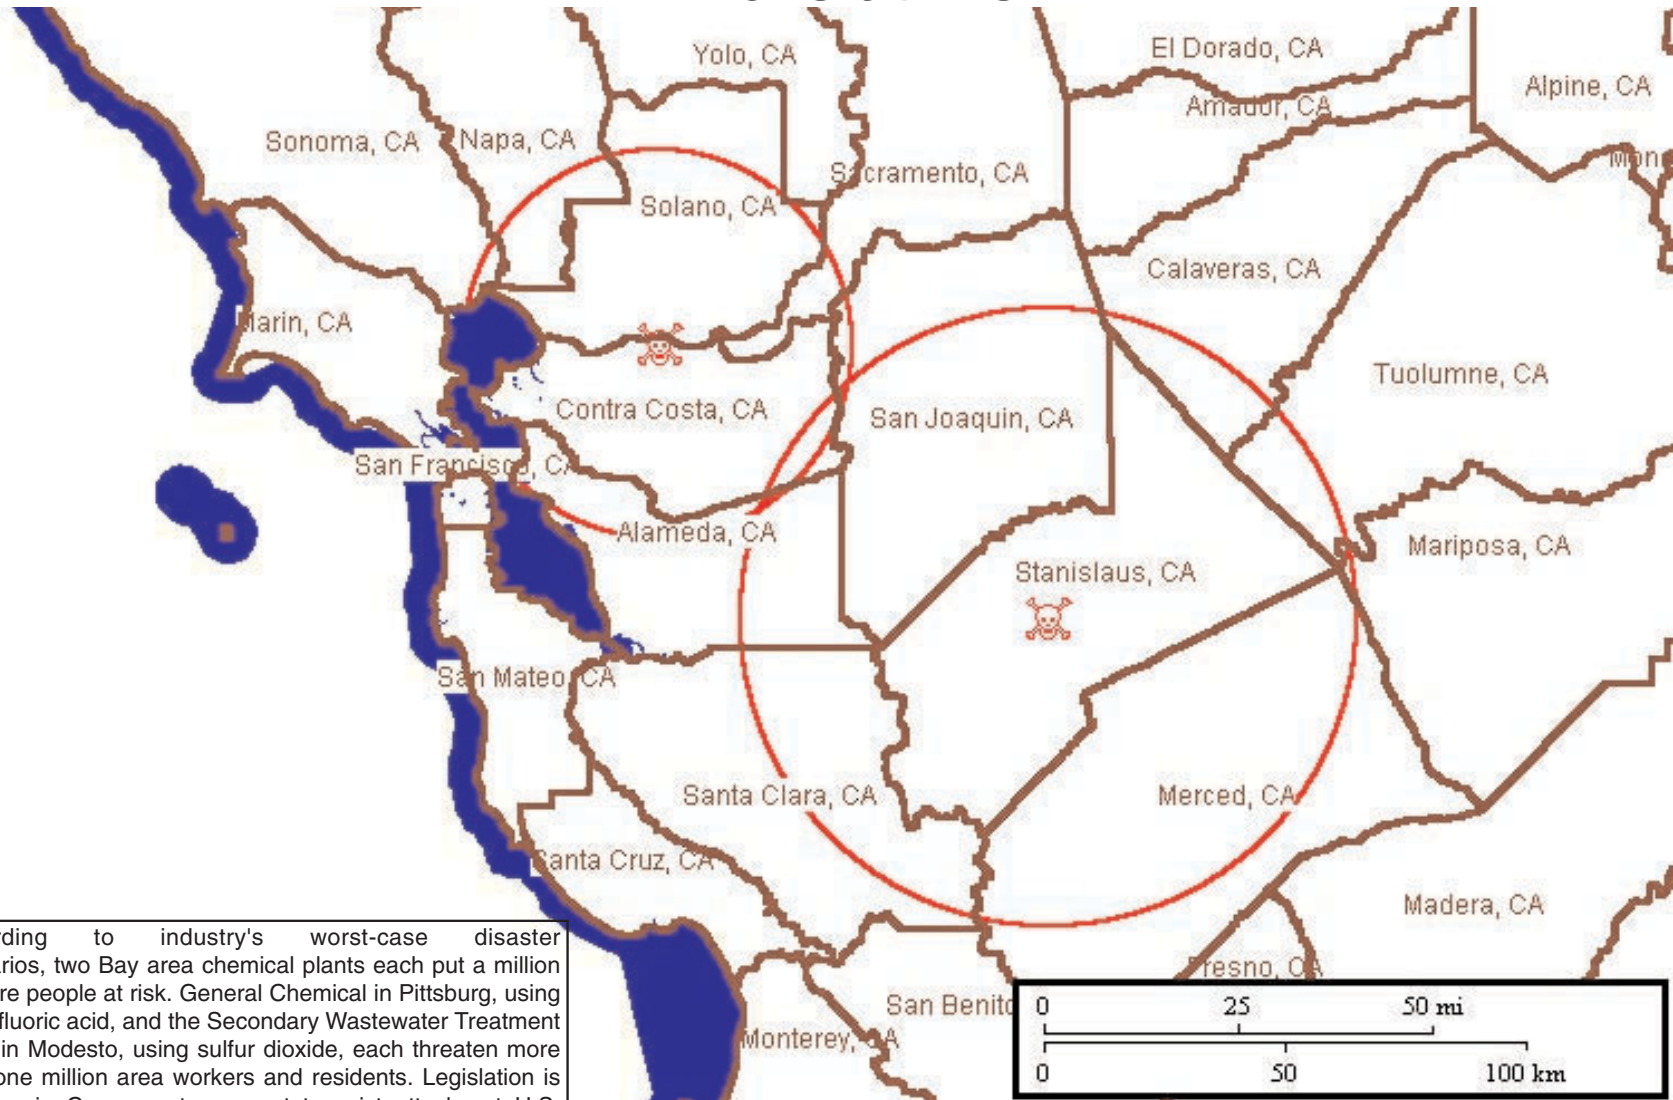 Yolo, CA
El Dorado, CA
Alpine, CA
Amador, CA
Sonoma, CA
Napa, CA
Sacramento, CA
Solano, CA
Calaveras, CA
Marin, CA
Tuolumne, CA
Contra Costa, CA
San Joaquin, CA
San Francisco, CA
Alameda, CA
Mariposa, CA
Stanislaus, CA
San Mateo, CA
Santa Clara, CA
Merced, CA
Santa Cruz, CA
Madera, CA
Fresno, CA
San Benito
Monterey, CA
rding to industry's worst-case disaster
rios, two Bay area chemical plants each put a million
re people at risk. General Chemical in Pittsburg, using
fluoric acid, and the Secondary Wastewater Treatment
in Modesto, using sulfur dioxide, each threaten more
one million area workers and residents. Legislation is
0 25 50 mi
0 50 100 km